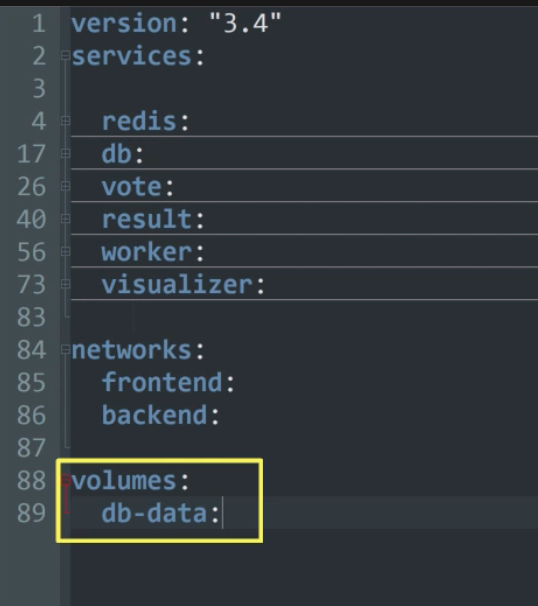 1 version: "3.4"
2 services:
3
4 redis:
17 db:
26 vote:
40 result:
56 worker:
73 visualizer:
83
84 networks:
85 frontend:
86 backend:
87
88 volumes:
89 db-data: